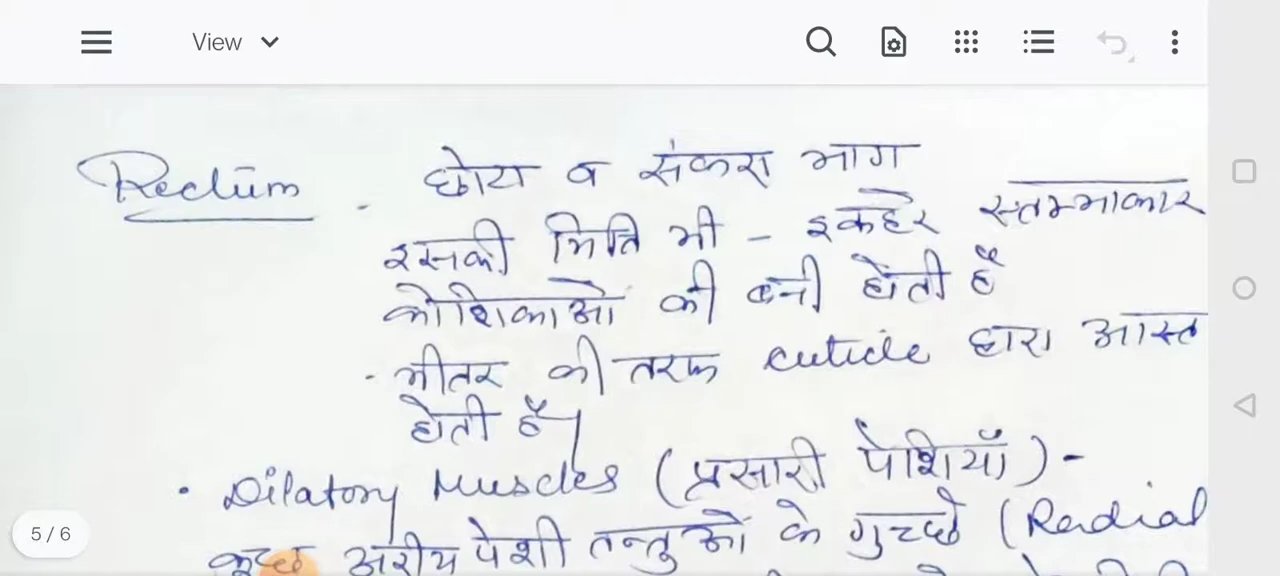 View
Rectum - छोटा व संकरा भाग
इसकी भिति भी - इकहरे स्तम्भाकार
कोशिकाओं की बनी होती है
· भीतर की तरफ cuticle द्वारा आस्त
होती है।
· Dilatory Muscles (प्रसारी पेशियाँ) -
कुछ अरीय पेशी तन्तुओं के गुच्छे (Radial
5 / 6